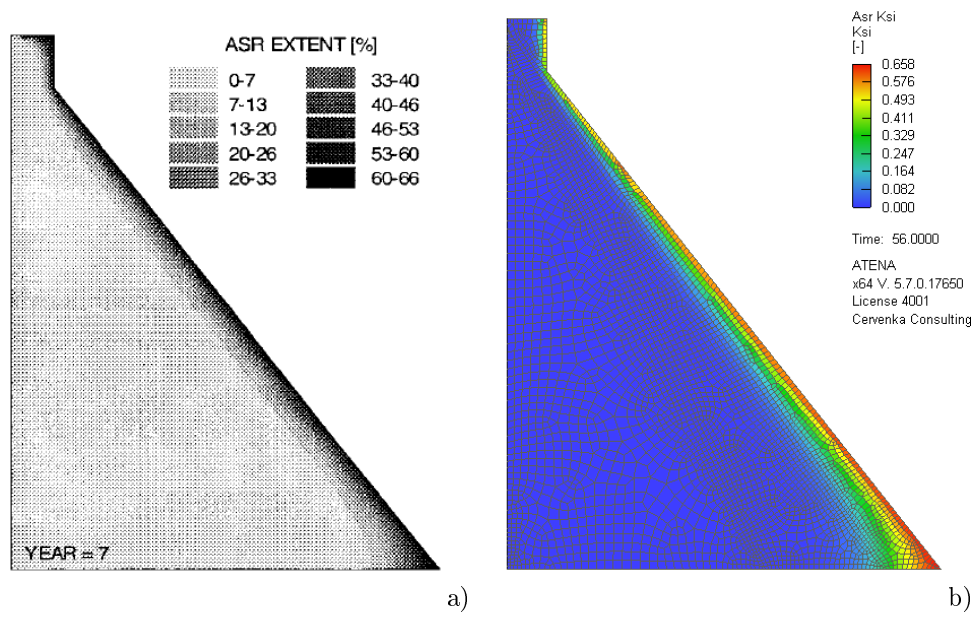 ASR EXTENT [%]
0-7 33-40
7-13 40-46
13-20 46-53
20-26 53-60
26-33 60-66
YEAR = 7
a)
Asr Ksi
Ksi
[-]
0.658
0.576
0.493
0.411
0.329
0.247
0.164
0.082
0.000
Time: 56.0000
ATENA
x64 V. 5.7.0.17650
License 4001
Cervenka Consulting
b)